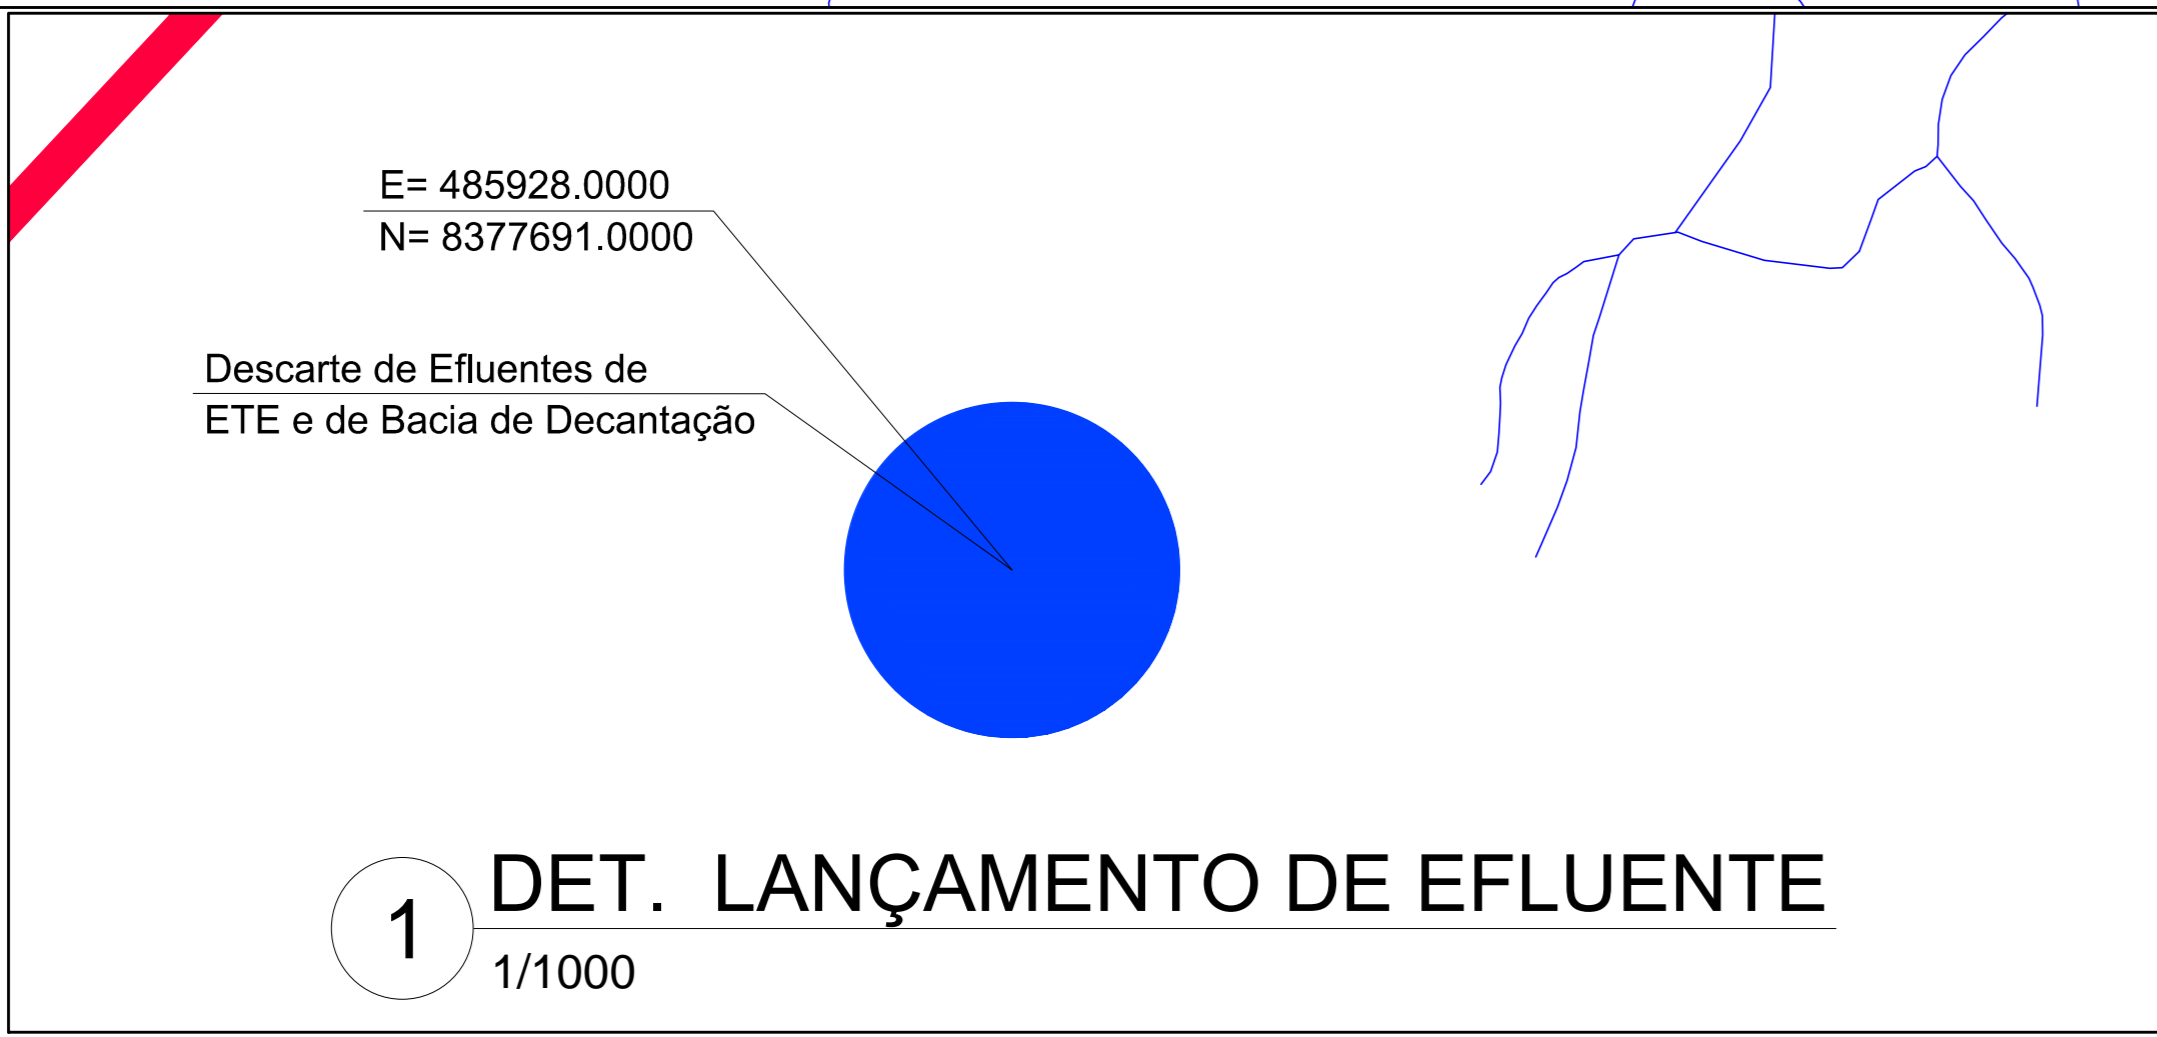 E= 485928.0000
N= 8377691.0000
Descarte de Efluentes de
ETE e de Bacia de Decantação
1
DET. LANÇAMENTO DE EFLUENTE
1/1000